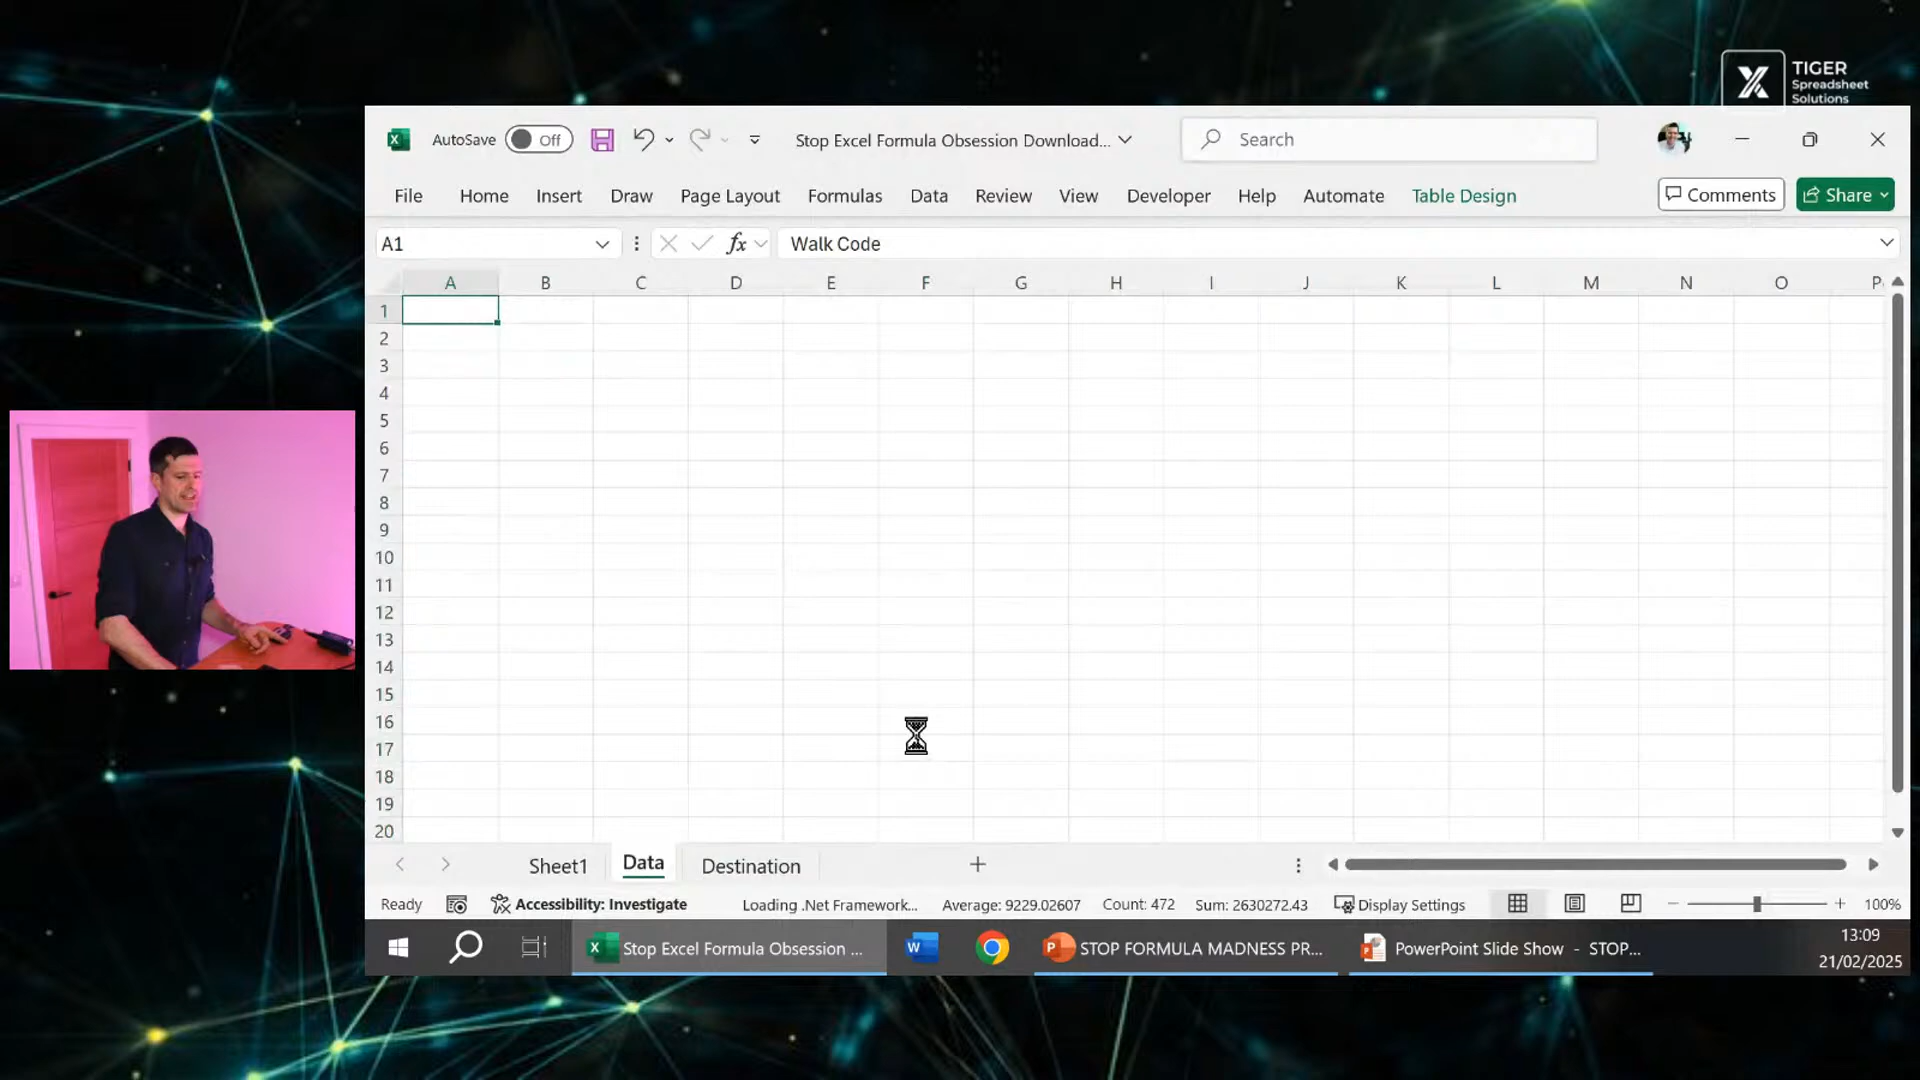 TIGER
Spreadsheet
Solutions
AutoSave Off Stop Excel Formula Obsession Download... Search
File Home Insert Draw Page Layout Formulas Data Review View Developer Help Automate Table Design Comments Share
A1 fx Walk Code
A B C D E F G H I J K L M N O P
1
2
3
4
5
6
7
8
9
10
11
12
13
14
15
16
17
18
19
20
Sheet1 Data Destination
Ready Accessibility: Investigate Loading .Net Framework... Average: 9229.02607 Count: 472 Sum: 2630272.43 Display Settings 100%
Stop Excel Formula Obsession ... STOP FORMULA MADNESS PR... PowerPoint Slide Show - STOP...
13:09
21/02/2025